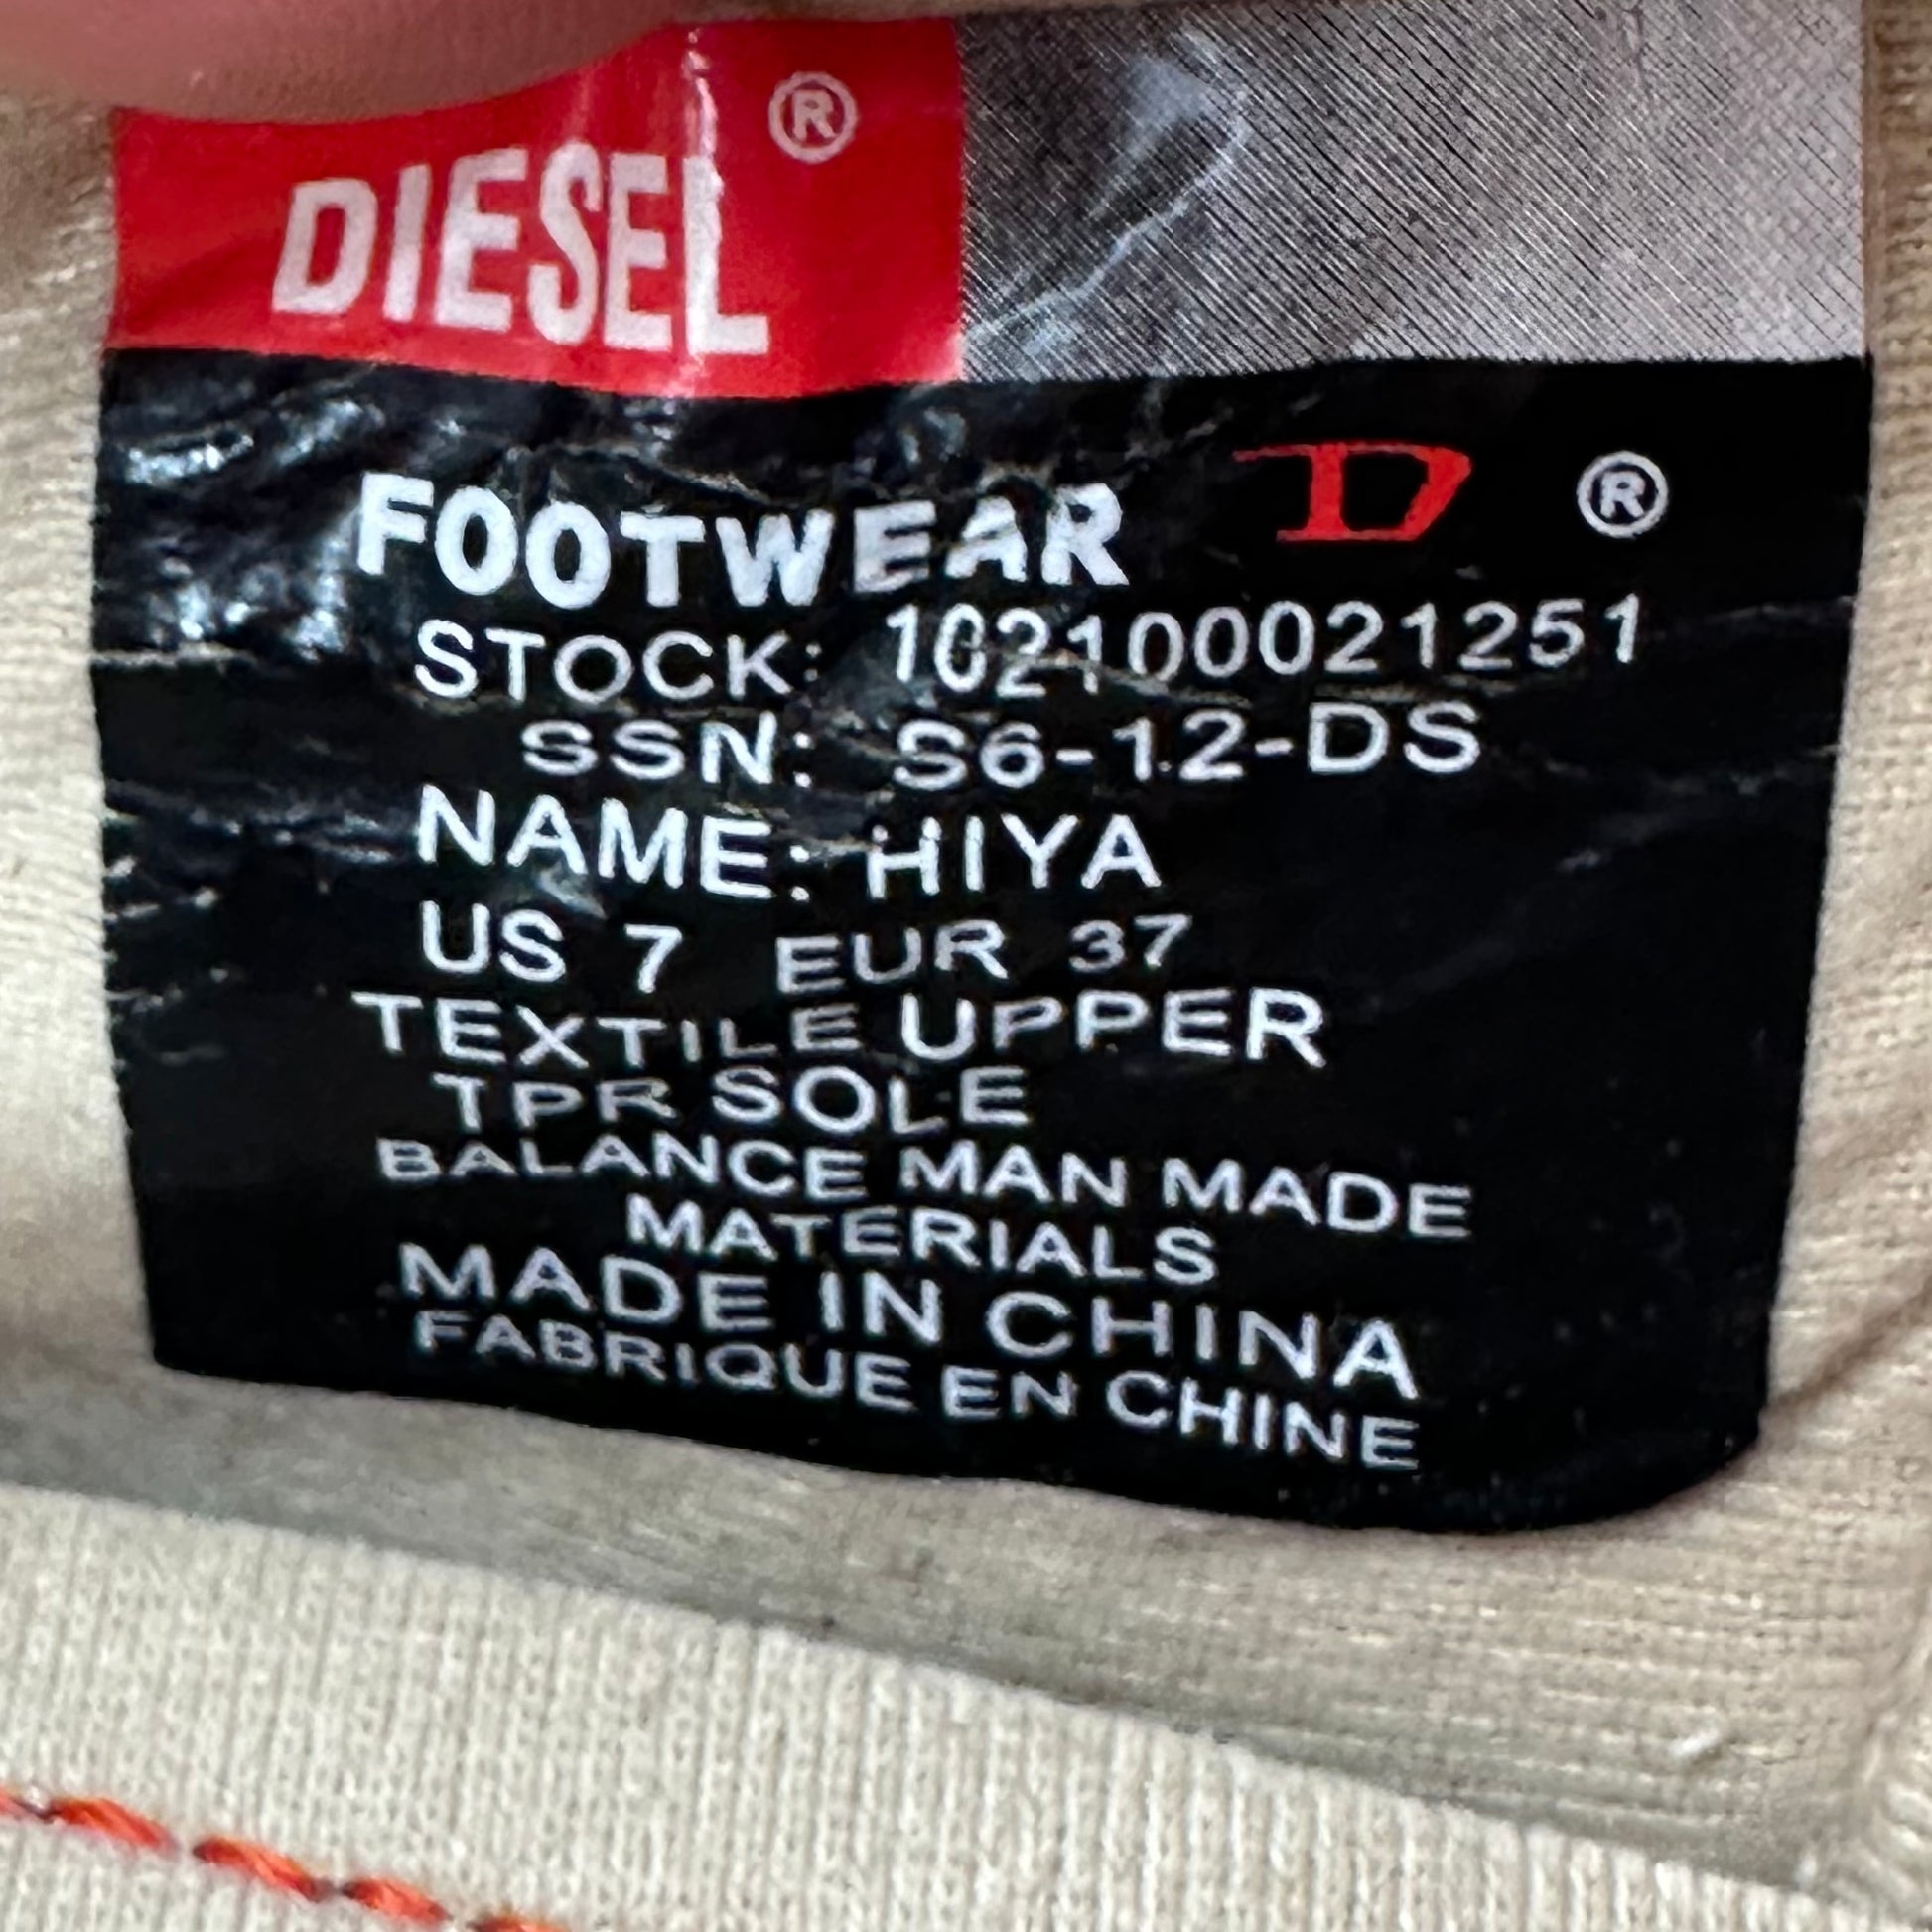 DIESEL ®
FOOTWEAR D ®
STOCK: 102100021251
SSN: S6-12-DS
NAME: HIYA
US 7 EUR 37
TEXTILE UPPER
TPR SOLE
BALANCE MAN MADE
MATERIALS
MADE IN CHINA
FABRIQUE EN CHINE